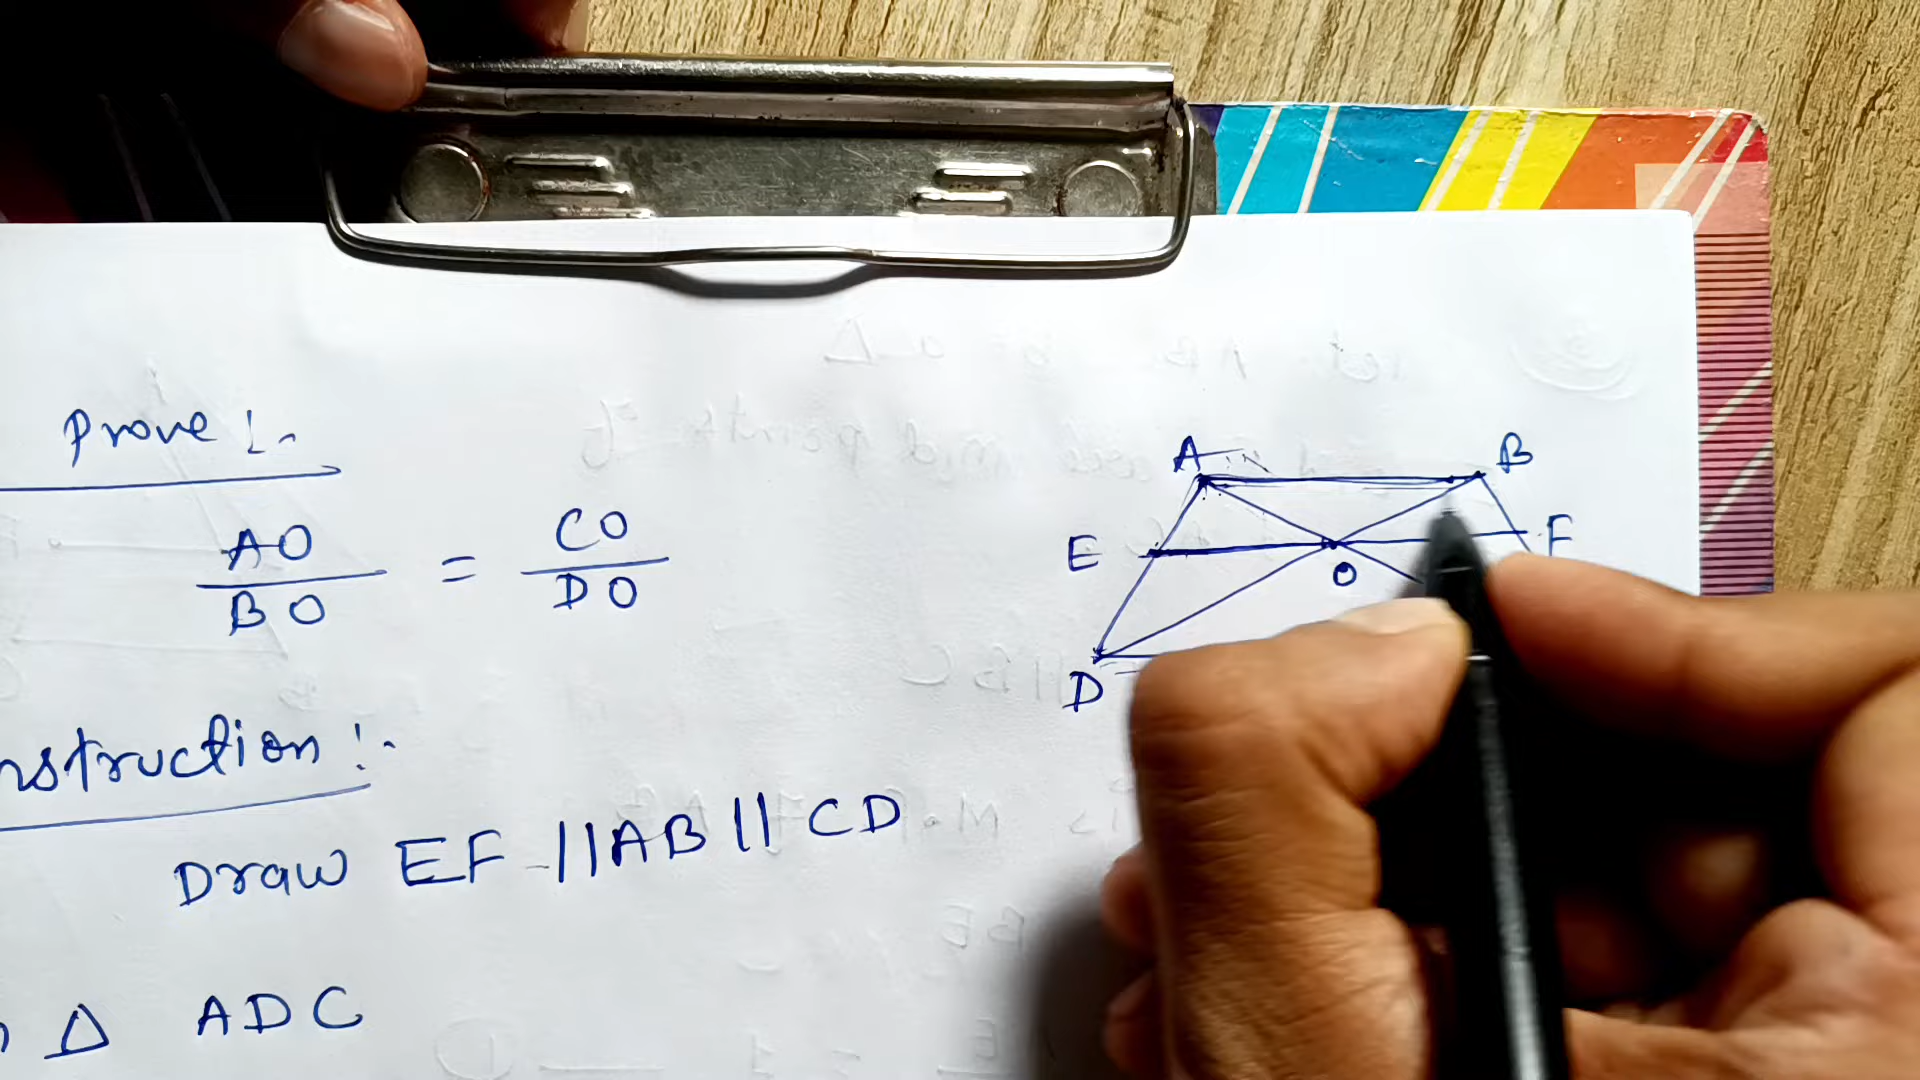 Prove :-
AO / BO = CO / DO
nstruction :-
Draw EF || AB || CD
Δ ADC
A B
E F
O
D